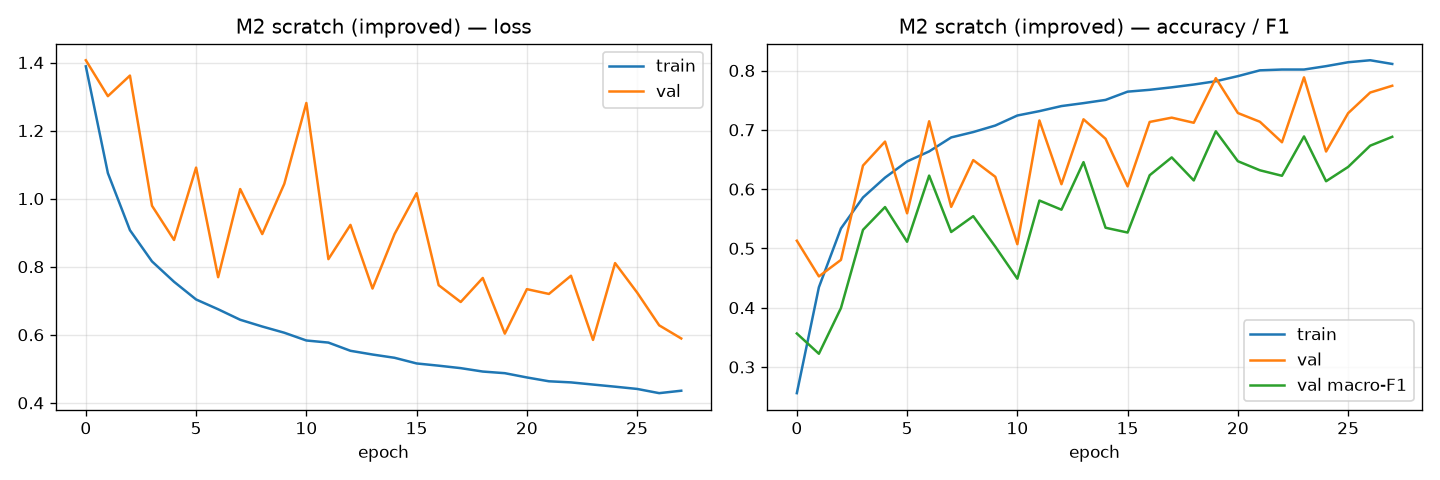 M2 scratch (improved) — loss
1.4
1.2
1.0
0.8
0.6
0.4
0
5
10
15
20
25
epoch
train
val
M2 scratch (improved) — accuracy / F1
0.8
0.7
0.6
0.5
0.4
0.3
0
5
10
15
20
25
epoch
train
val
val macro-F1